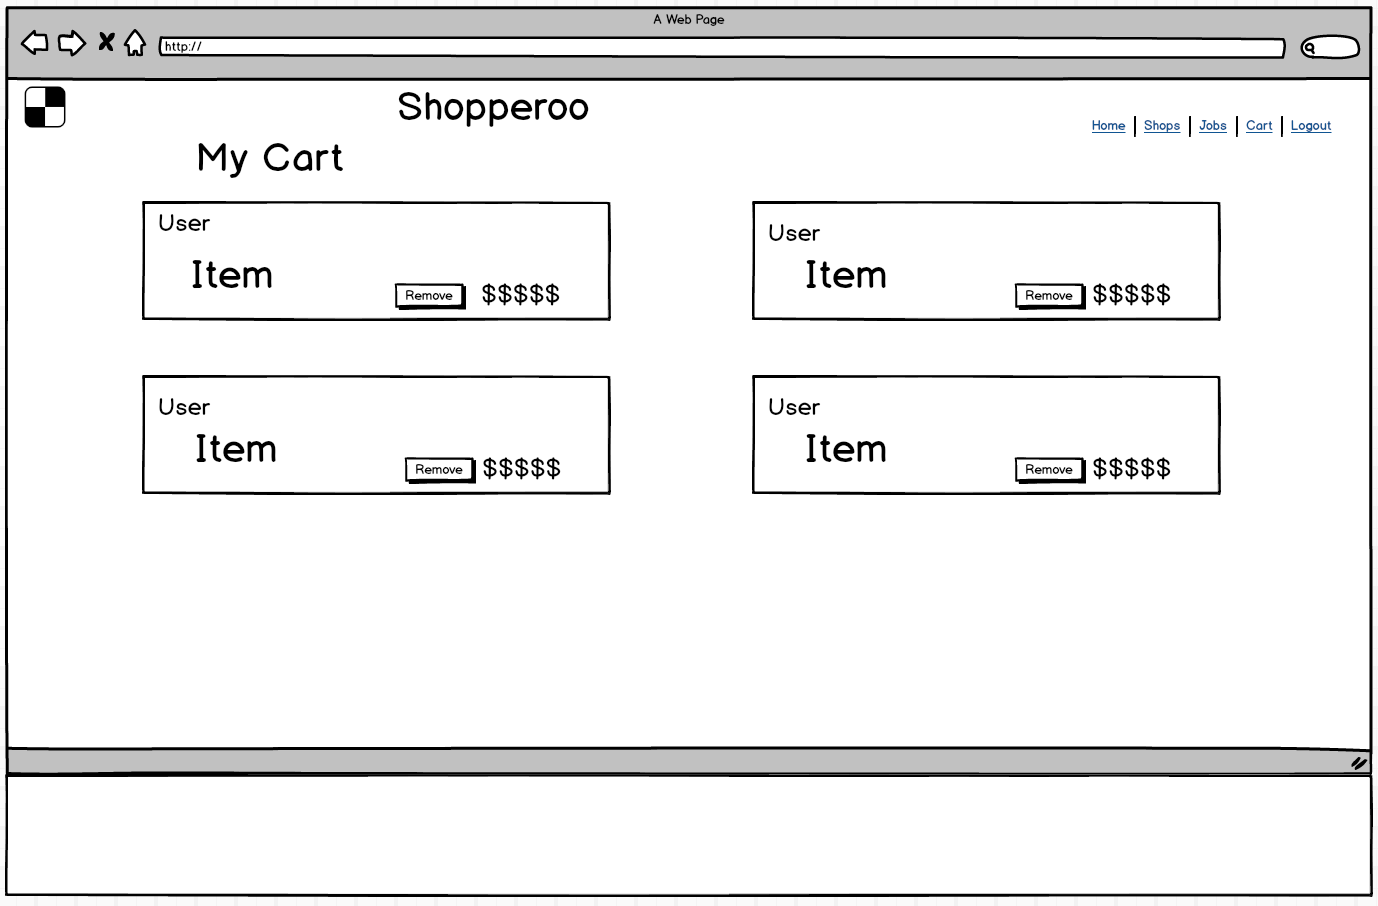 A Web Page
http://
Shopperoo
Home Shops Jobs Cart Logout
My Cart
User
Item
Remove $$$$$
User
Item
Remove $$$$$
User
Item
Remove $$$$$
User
Item
Remove $$$$$